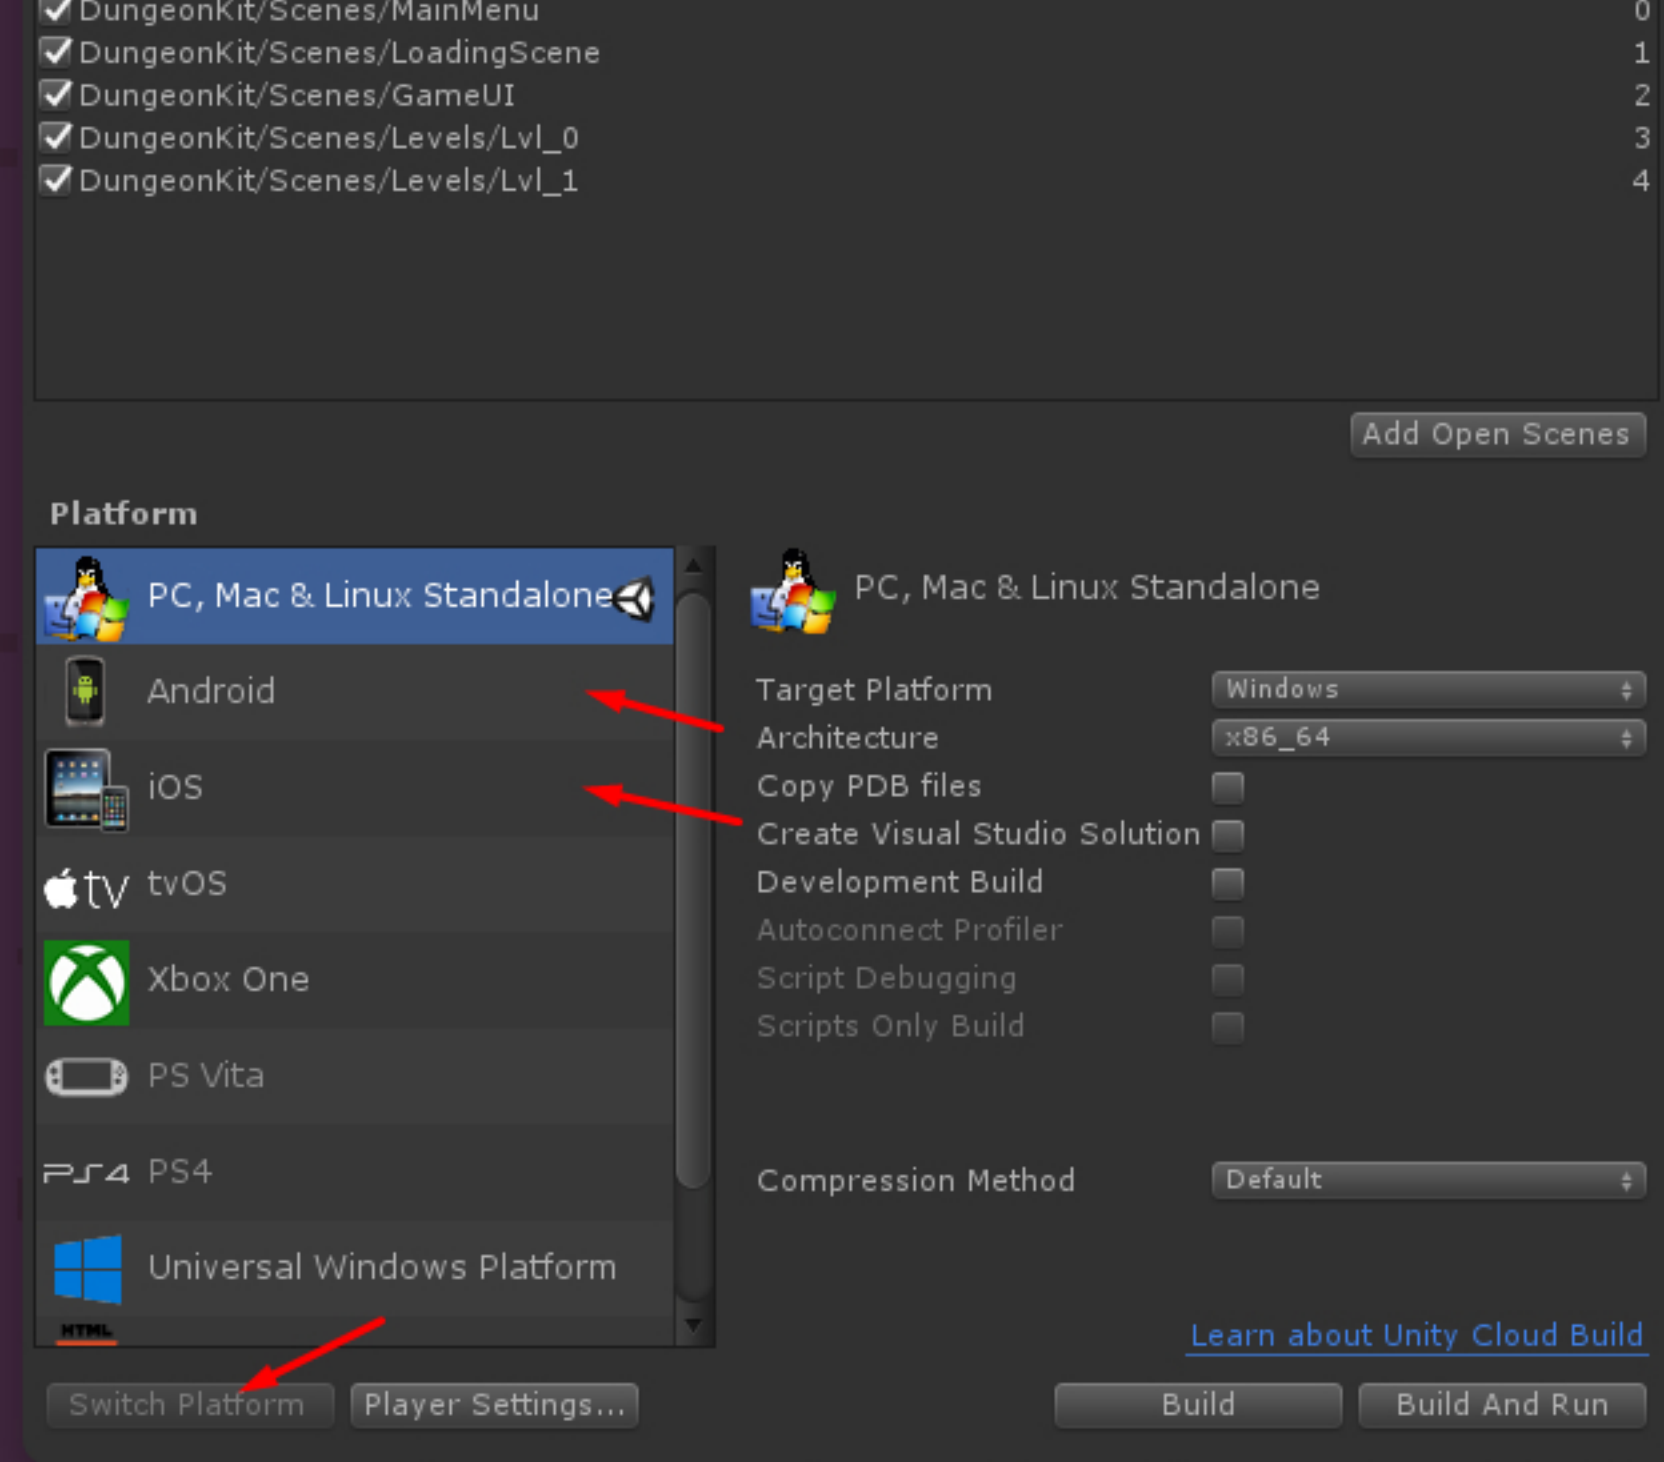 DungeonKit/Scenes/MainMenu 0
DungeonKit/Scenes/LoadingScene 1
DungeonKit/Scenes/GameUI 2
DungeonKit/Scenes/Levels/Lvl_0 3
DungeonKit/Scenes/Levels/Lvl_1 4
Add Open Scenes
Platform
PC, Mac & Linux Standalone
Android
iOS
tv tvOS
Xbox One
PS Vita
PS4 PS4
Universal Windows Platform
HTML
Switch Platform
Player Settings...
PC, Mac & Linux Standalone
Target Platform Windows
Architecture x86_64
Copy PDB files
Create Visual Studio Solution
Development Build
Autoconnect Profiler
Script Debugging
Scripts Only Build
Compression Method Default
Learn about Unity Cloud Build
Build
Build And Run